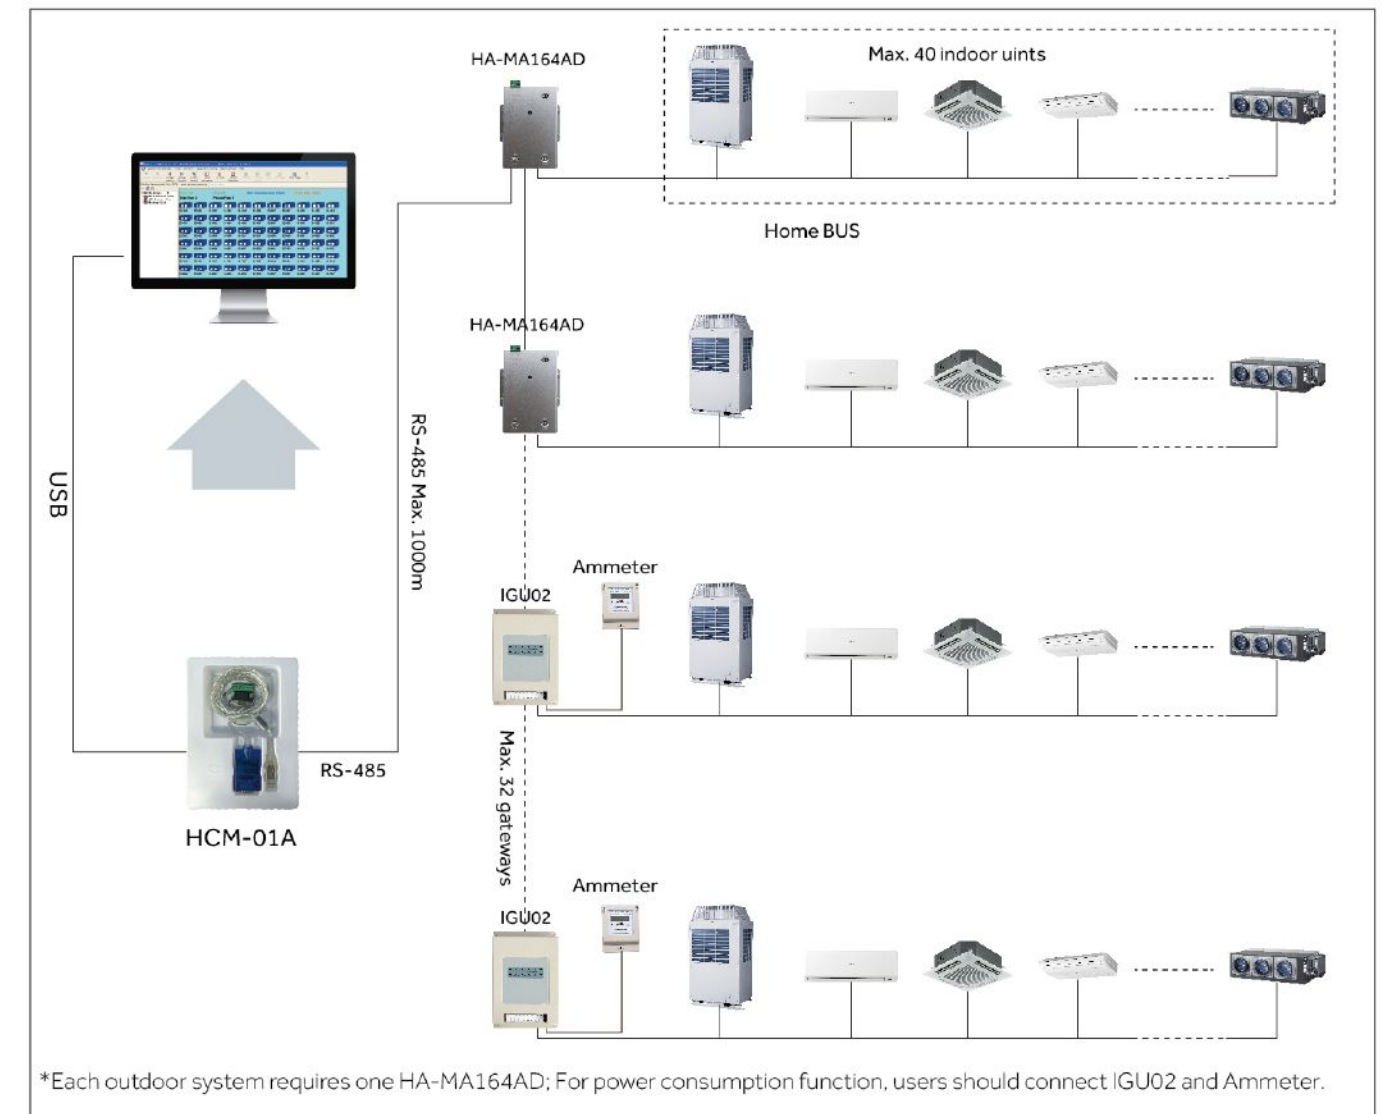 HA-MA164AD
Max. 40 indoor uints
Home BUS
HA-MA164AD
USB
RS-485 Max. 1000m
Ammeter
IGU02
RS-485
HCM-01A
Max. 32 gateways
Ammeter
IGU02
*Each outdoor system requires one HA-MA164AD; For power consumption function, users should connect IGU02 and Ammeter.